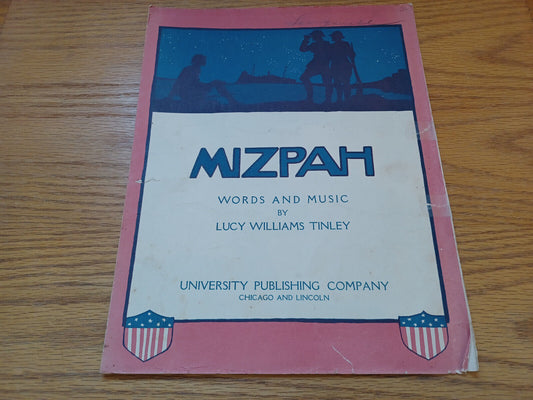 MIZPAH
WORDS AND MUSIC
BY
LUCY WILLIAMS TINLEY
UNIVERSITY PUBLISHING COMPANY
CHICAGO AND LINCOLN